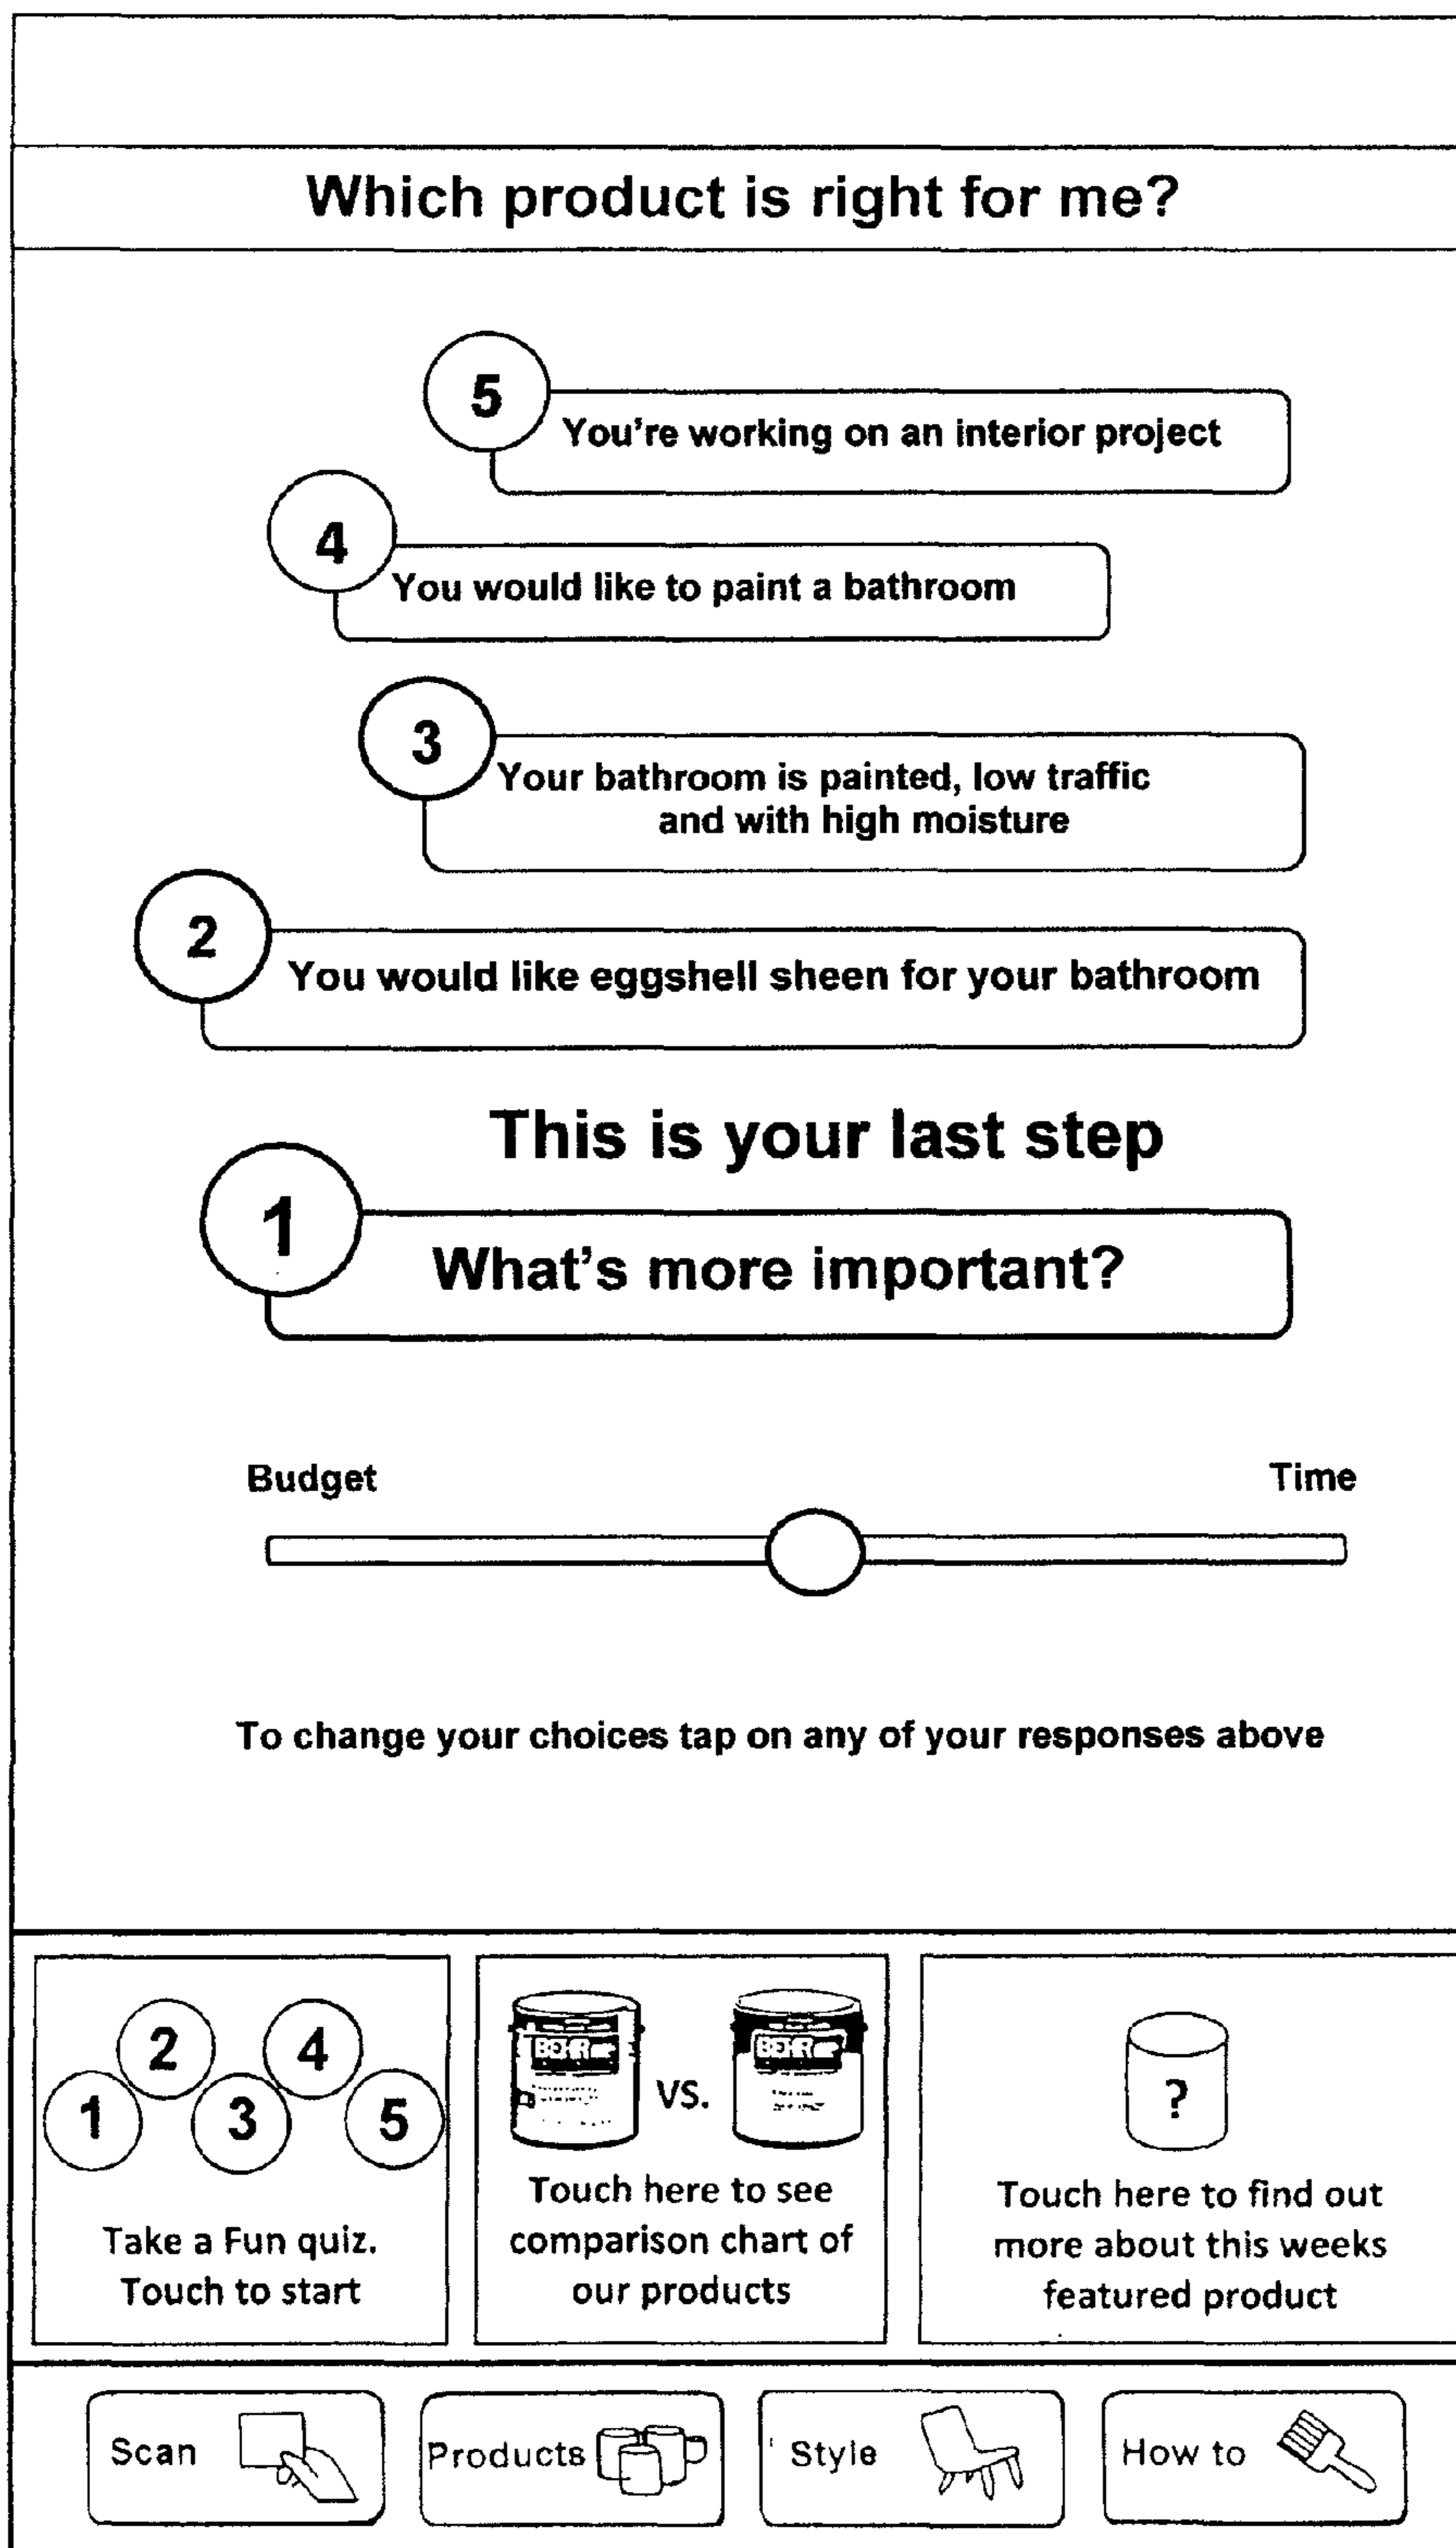 Which product is right for me?
5
You're working on an interior project
4
You would like to paint a bathroom
3
Your bathroom is painted, low traffic
and with high moisture
2
You would like eggshell sheen for your bathroom
This is your last step
1
What's more important?
Budget
Time
To change your choices tap on any of your responses above
1 2 3 4 5
Take a Fun quiz.
Touch to start
BEHR
VS.
BEHR
Touch here to see
comparison chart of
our products
?
Touch here to find out
more about this weeks
featured product
Scan
Products
Style
How to